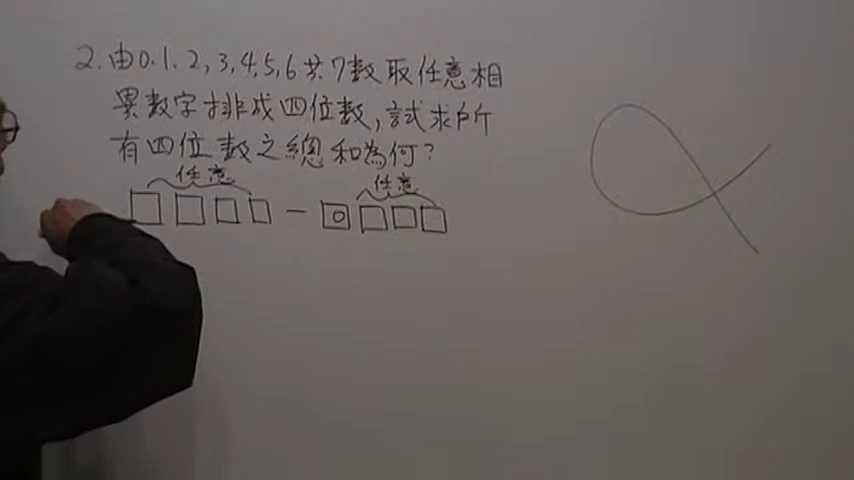 2. 由0.1.2,3,4,5,6共7數取任意相
異數字排成四位數,試求所
有四位數之總和為何?
任意 任意
□□□□ - 0□□□